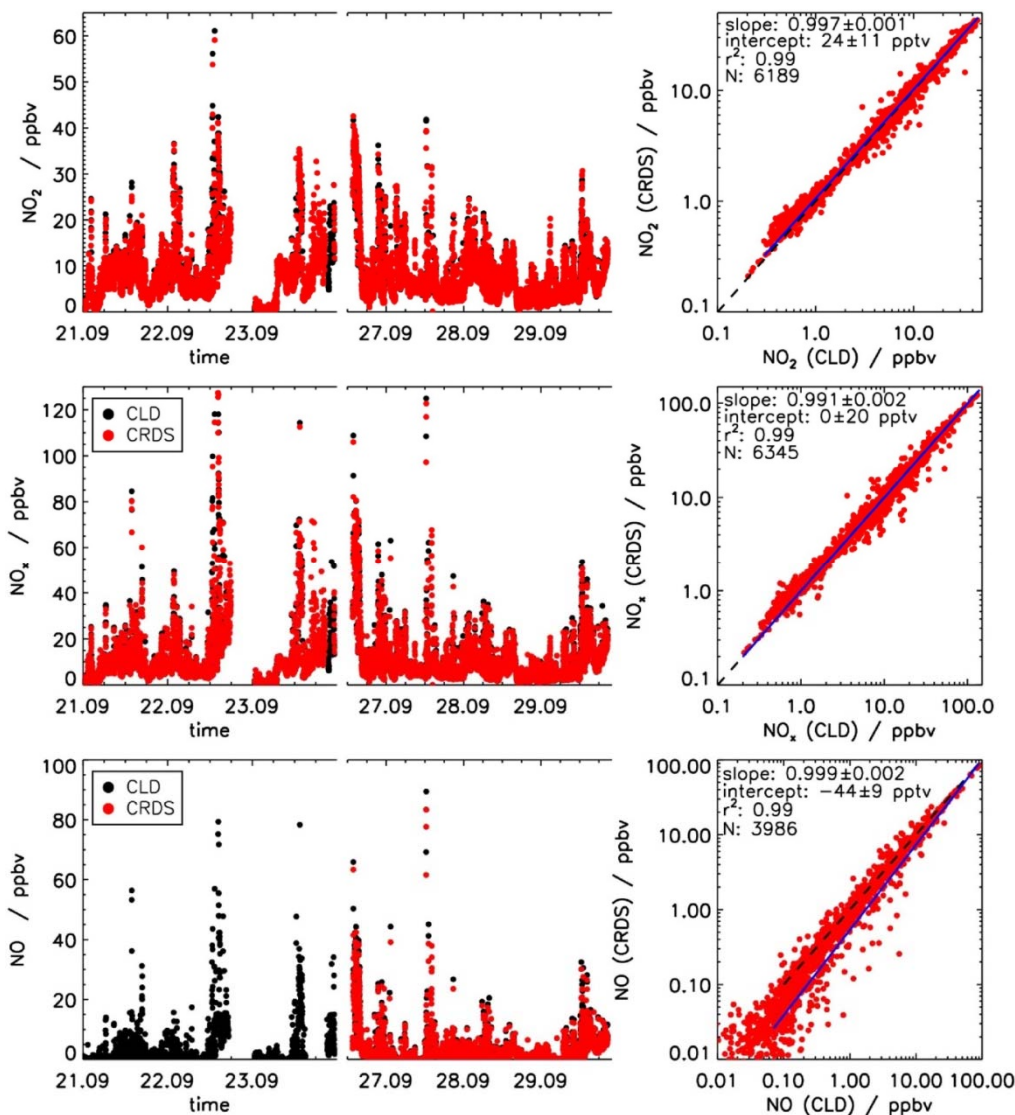 60
50
40
30
20
10
0
NO₂ / ppbv
21.09 22.09 23.09 27.09 28.09 29.09
time time
slope: 0.997±0.001
intercept: 24±11 pptv
r²: 0.99
N: 6189
10.0
1.0
0.1
NO₂ (CRDS) / ppbv
0.1 1.0 10.0
NO₂ (CLD) / ppbv
120
100
80
60
40
20
0
NOₓ / ppbv
CLD
CRDS
21.09 22.09 23.09 27.09 28.09 29.09
time time
slope: 0.991±0.002
intercept: 0±20 pptv
r²: 0.99
N: 6345
100.0
10.0
1.0
0.1
NOₓ (CRDS) / ppbv
0.1 1.0 10.0 100.0
NOₓ (CLD) / ppbv
100
80
60
40
20
0
NO / ppbv
CLD
CRDS
21.09 22.09 23.09 27.09 28.09 29.09
time time
slope: 0.999±0.002
intercept: −44±9 pptv
r²: 0.99
N: 3986
100.00
10.00
1.00
0.10
0.01
NO (CRDS) / ppbv
0.01 0.10 1.00 10.00 100.00
NO (CLD) / ppbv